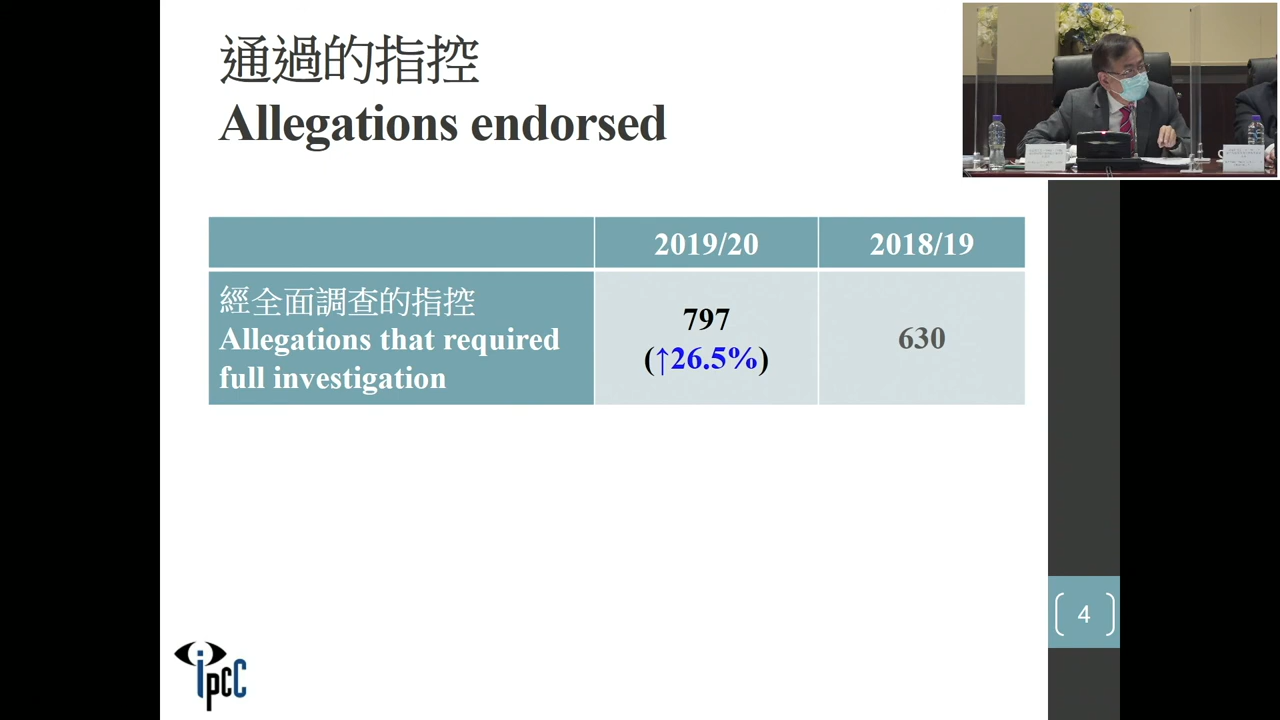 通過的指控
Allegations endorsed
2019/20
2018/19
經全面調查的指控
Allegations that required
full investigation
797
(↑26.5%)
630
4
ipcc